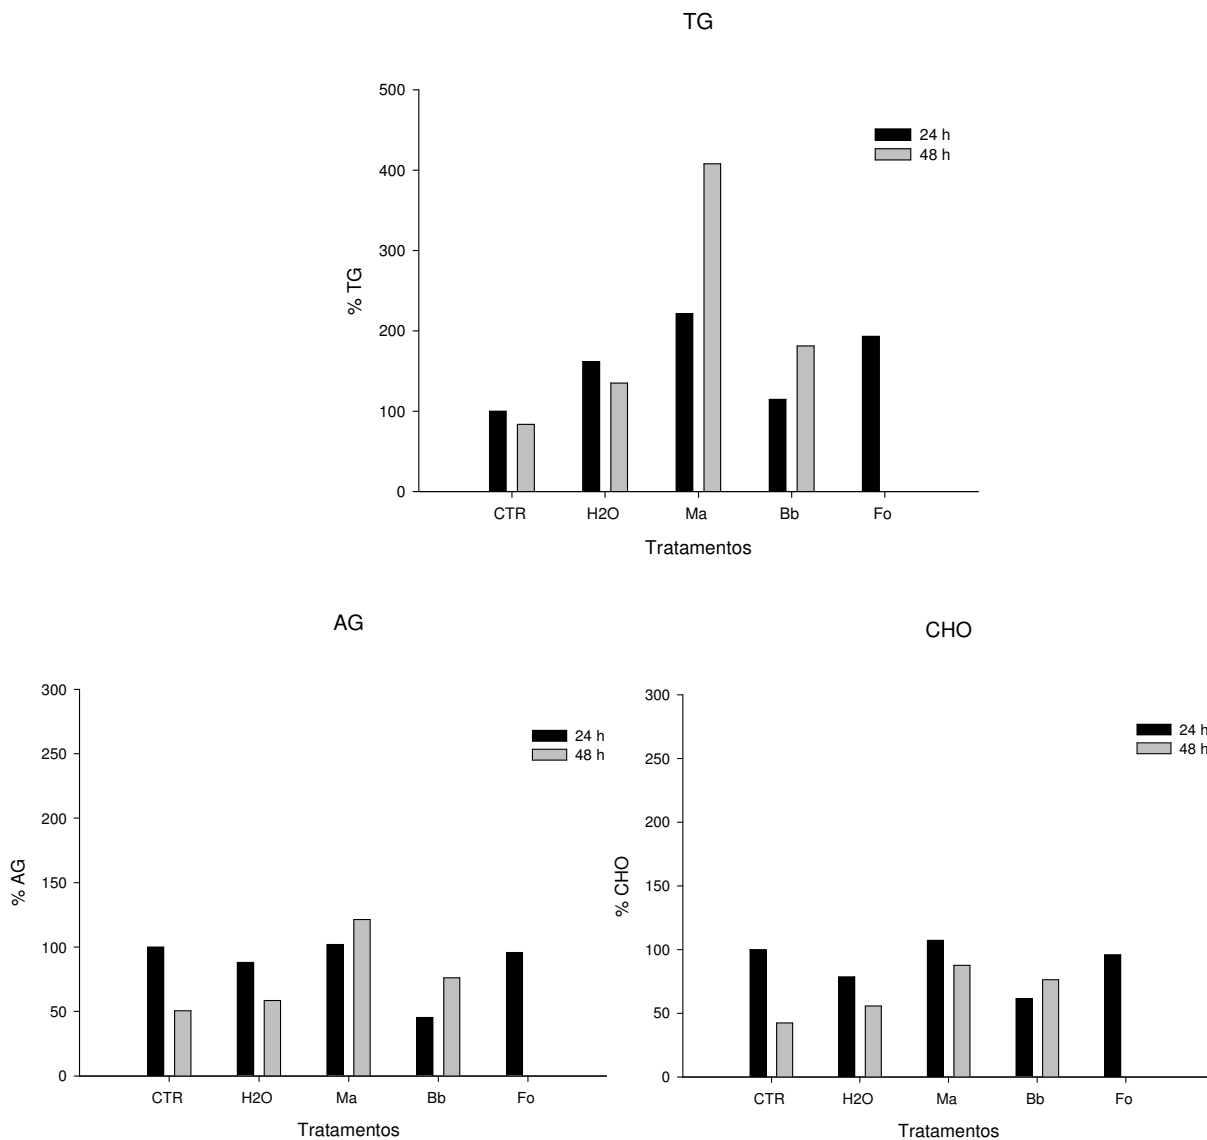 TG
500
400
300
200
100
0
% TG
24 h
48 h
CTR H2O Ma Bb Fo
Tratamentos
AG
300
250
200
150
100
50
0
% AG
24 h
48 h
CTR H2O Ma Bb Fo
Tratamentos
CHO
300
250
200
150
100
50
0
% CHO
24 h
48 h
CTR H2O Ma Bb Fo
Tratamentos